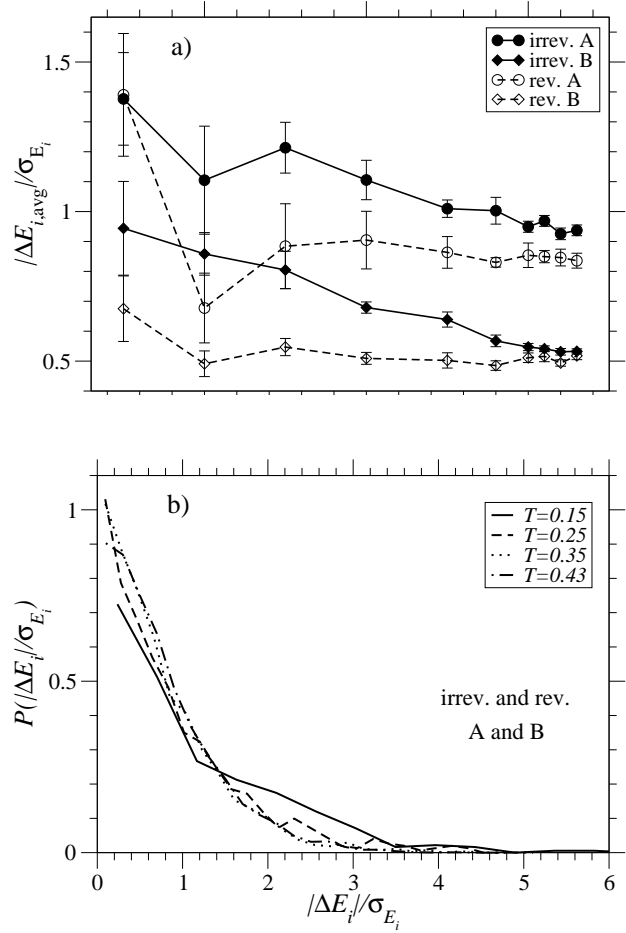 a)
irrev. A
irrev. B
rev. A
rev. B
1.5
1
0.5
|ΔE_{i,avg}|/σ_{E_i}
b)
T=0.15
T=0.25
T=0.35
T=0.43
1
0.5
0
P(|ΔE_i|/σ_{E_i})
irrev. and rev.
A and B
0 1 2 3 4 5 6
|ΔE_i|/σ_{E_i}